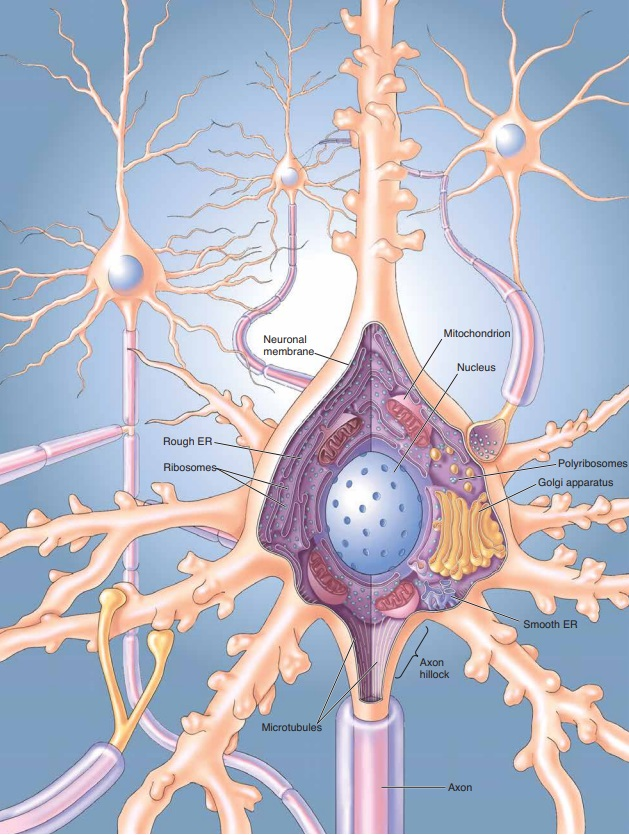 Neuronal
membrane
Mitochondrion
Nucleus
Rough ER
Ribosomes
Polyribosomes
Golgi apparatus
Smooth ER
Axon
hillock
Microtubules
Axon